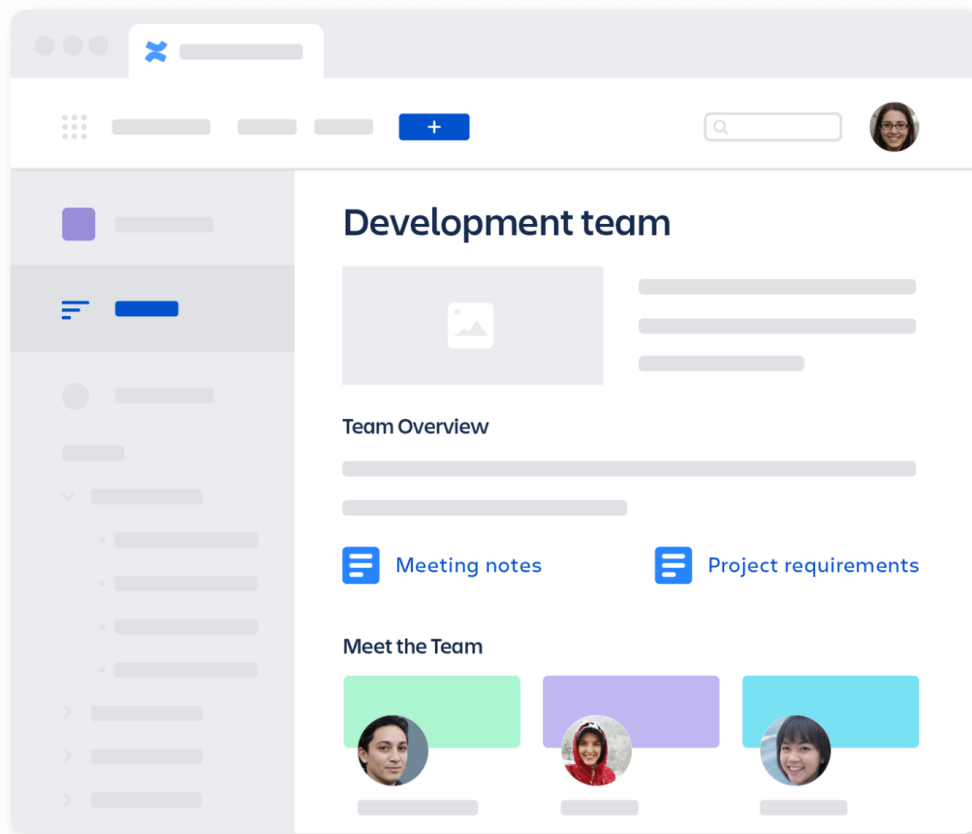 Development team
Team Overview
Meeting notes
Project requirements
Meet the Team